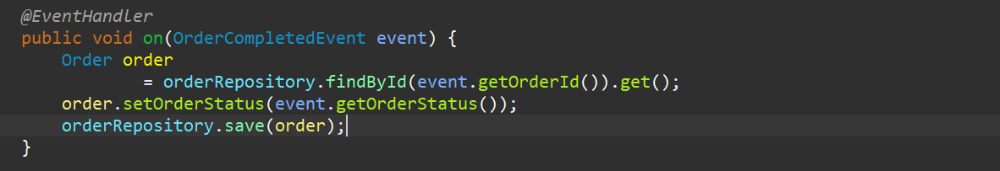 @EventHandler
public void on(OrderCompletedEvent event) {
    Order order
            = orderRepository.findById(event.getOrderId()).get();
    order.setOrderStatus(event.getOrderStatus());
    orderRepository.save(order);
}